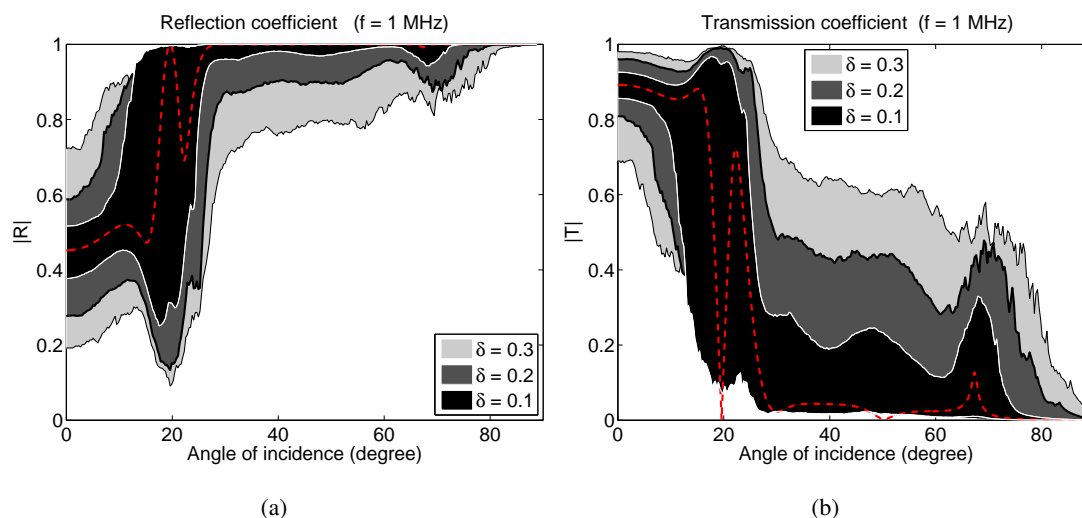 Reflection coefficient (f = 1 MHz)
1
0.8
0.6
0.4
0.2
0
|R|
δ = 0.3
δ = 0.2
δ = 0.1
0 20 40 60 80
Angle of incidence (degree)
(a)
Transmission coefficient (f = 1 MHz)
1
0.8
0.6
0.4
0.2
0
|T|
δ = 0.3
δ = 0.2
δ = 0.1
0 20 40 60 80
Angle of incidence (degree)
(b)